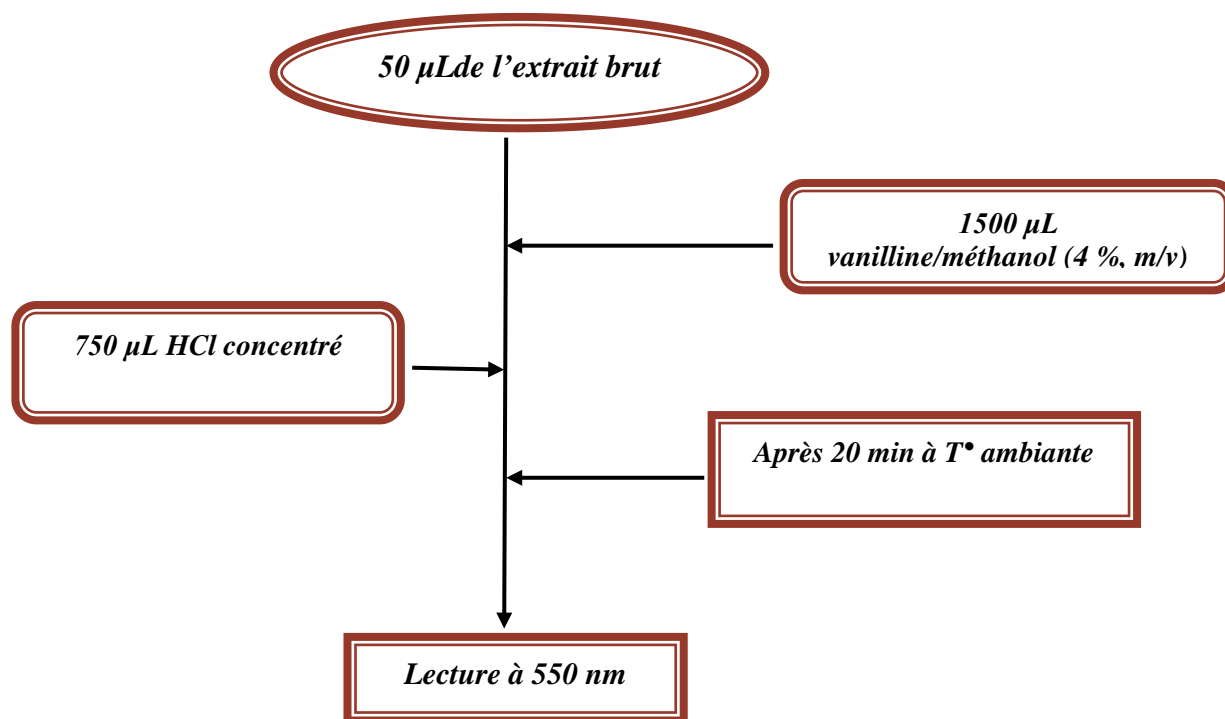 50 µLde l’extrait brut
1500 µL
vanilline/méthanol (4 %, m/v)
750 µL HCl concentré
Après 20 min à T• ambiante
Lecture à 550 nm